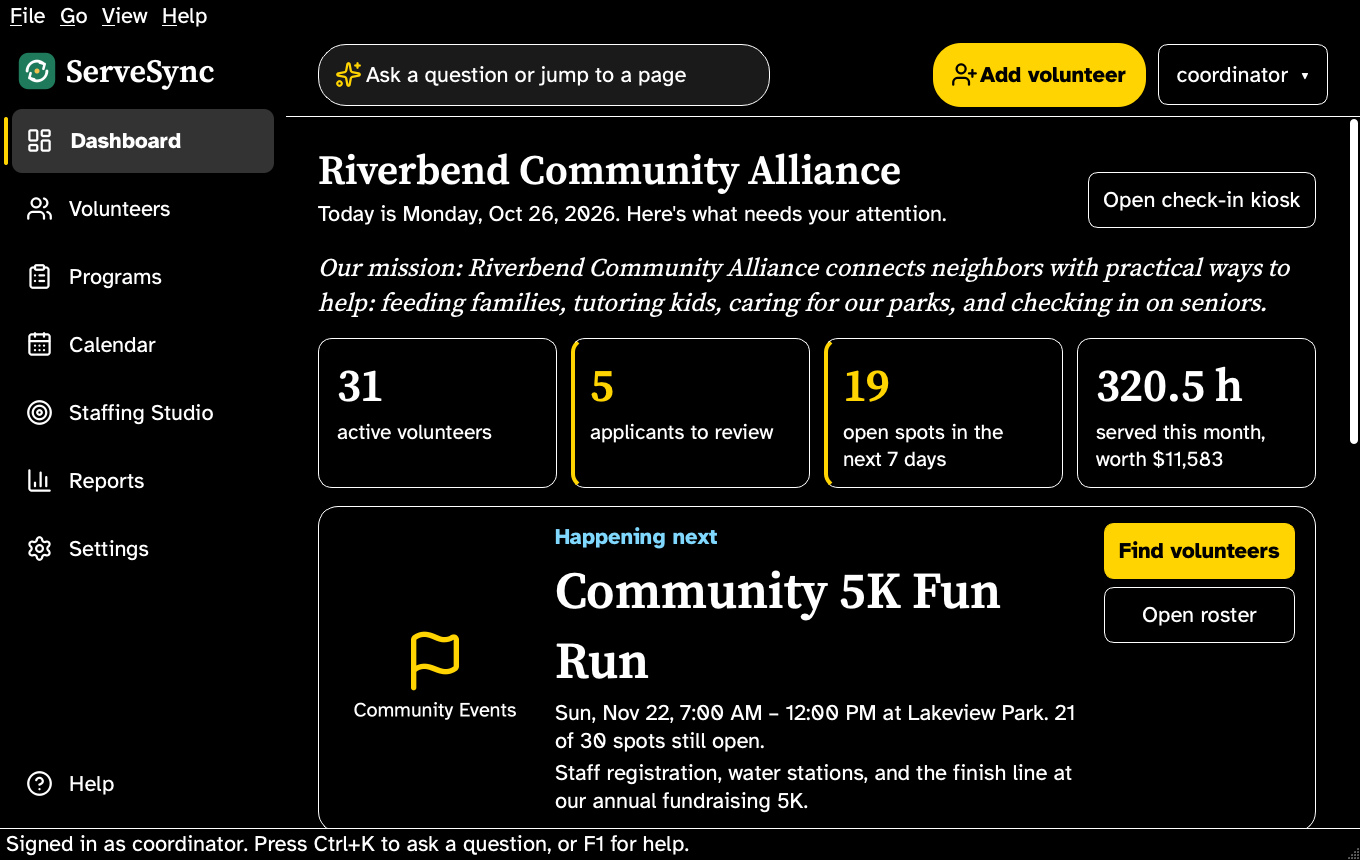 File Go View Help
ServeSync
Ask a question or jump to a page
Add volunteer
coordinator
Dashboard
Volunteers
Programs
Calendar
Staffing Studio
Reports
Settings
Help
Riverbend Community Alliance
Today is Monday, Oct 26, 2026. Here's what needs your attention.
Open check-in kiosk
Our mission: Riverbend Community Alliance connects neighbors with practical ways to
help: feeding families, tutoring kids, caring for our parks, and checking in on seniors.
31
active volunteers
5
applicants to review
19
open spots in the
next 7 days
320.5 h
served this month,
worth $11,583
Community Events
Happening next
Community 5K Fun
Run
Sun, Nov 22, 7:00 AM – 12:00 PM at Lakeview Park. 21
of 30 spots still open.
Staff registration, water stations, and the finish line at
our annual fundraising 5K.
Find volunteers
Open roster
Signed in as coordinator. Press Ctrl+K to ask a question, or F1 for help.